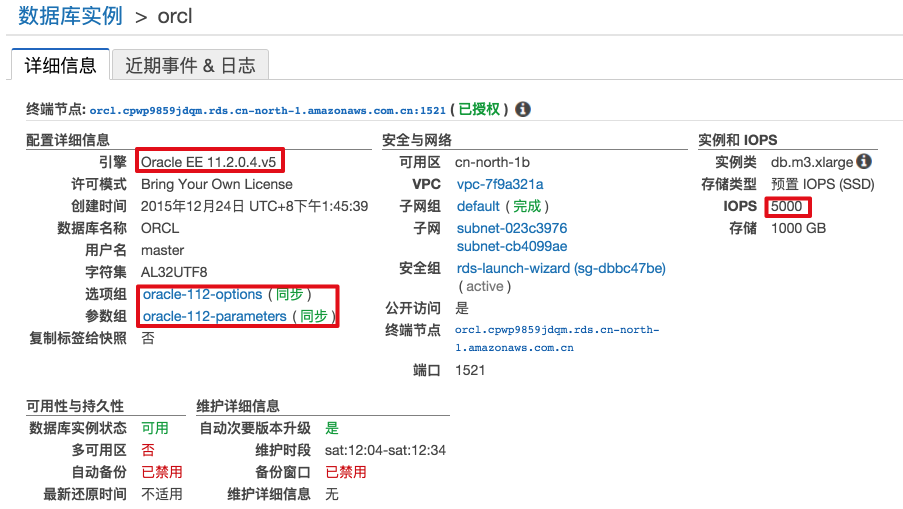 数据库实例 > orcl
详细信息
近期事件 & 日志
终端节点: orcl.cpwp9859jdqm.rds.cn-north-1.amazonaws.com.cn:1521 ( 已授权 )
配置详细信息
引擎 Oracle EE 11.2.0.4.v5
许可模式 Bring Your Own License
创建时间 2015年12月24日 UTC+8下午1:45:39
数据库名称 ORCL
用户名 master
字符集 AL32UTF8
选项组 oracle-112-options ( 同步 )
参数组 oracle-112-parameters ( 同步 )
复制标签给快照 否
安全与网络
可用区 cn-north-1b
VPC vpc-7f9a321a
子网组 default ( 完成 )
子网 subnet-023c3976
subnet-cb4099ae
安全组 rds-launch-wizard (sg-dbbc47be)
( active )
公开访问 是
终端节点 orcl.cpwp9859jdqm.rds.cn-north-
1.amazonaws.com.cn
端口 1521
实例和 IOPS
实例类 db.m3.xlarge
存储类型 预置 IOPS (SSD)
IOPS 5000
存储 1000 GB
可用性与持久性
数据库实例状态 可用
多可用区 否
自动备份 已禁用
最新还原时间 不适用
维护详细信息
自动次要版本升级 是
维护时段 sat:12:04-sat:12:34
备份窗口 已禁用
维护详细信息 无